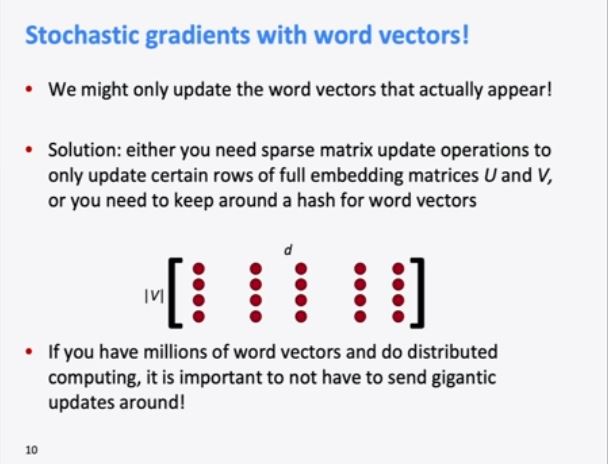 Stochastic gradients with word vectors!
• We might only update the word vectors that actually appear!
• Solution: either you need sparse matrix update operations to
only update certain rows of full embedding matrices U and V,
or you need to keep around a hash for word vectors
d
|V|
• If you have millions of word vectors and do distributed
computing, it is important to not have to send gigantic
updates around!
10